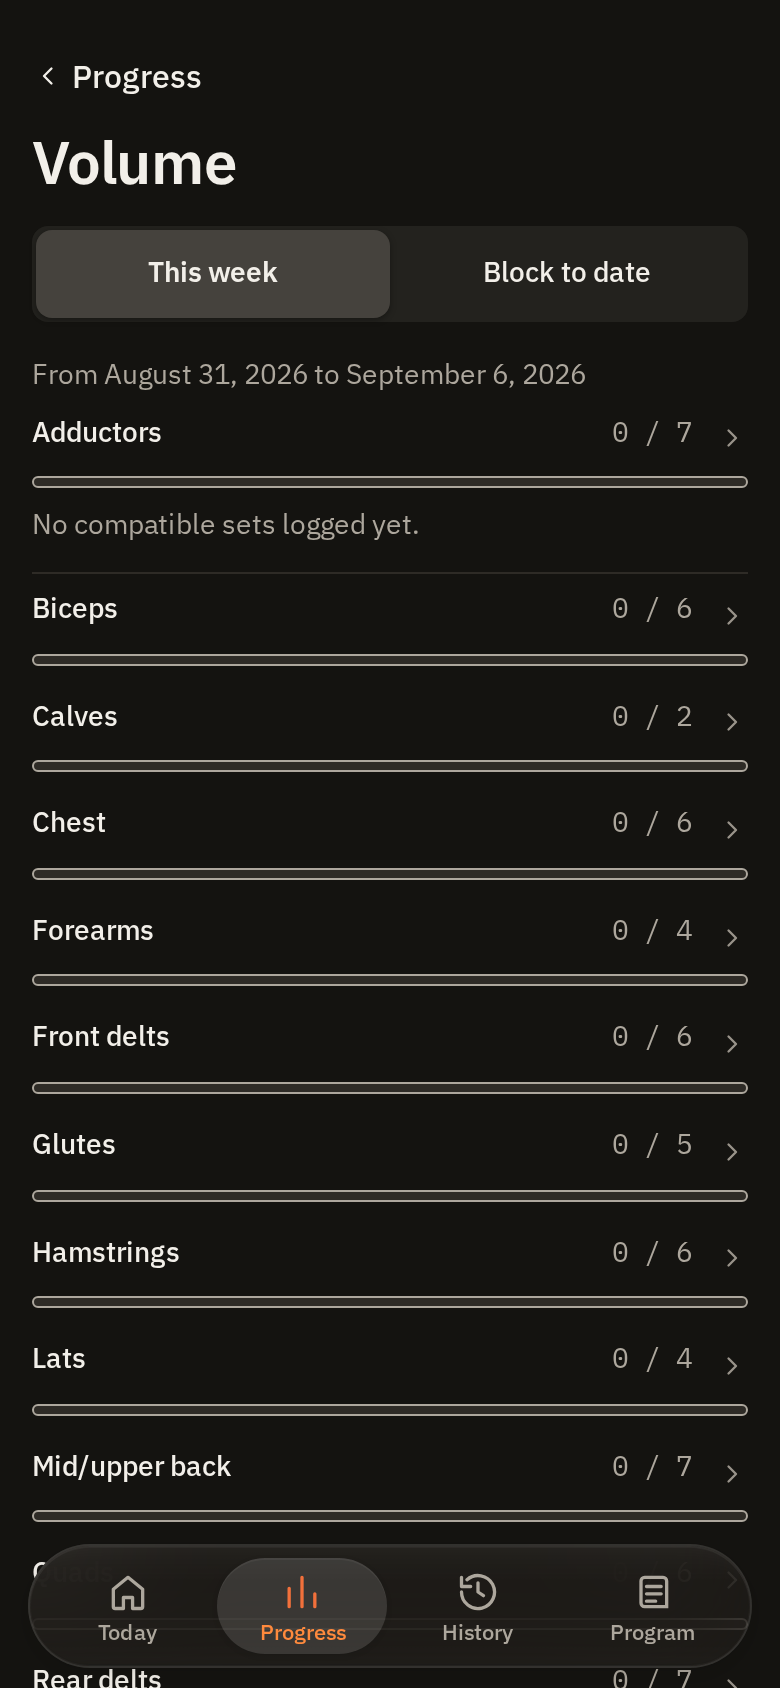 Progress
Volume
This week
Block to date
From August 31, 2026 to September 6, 2026
Adductors 0 / 7
No compatible sets logged yet.
Biceps 0 / 6
Calves 0 / 2
Chest 0 / 6
Forearms 0 / 4
Front delts 0 / 6
Glutes 0 / 5
Hamstrings 0 / 6
Lats 0 / 4
Mid/upper back 0 / 7
Quads 0 / 6
Today
Progress
History
Program
Rear delts 0 / 7